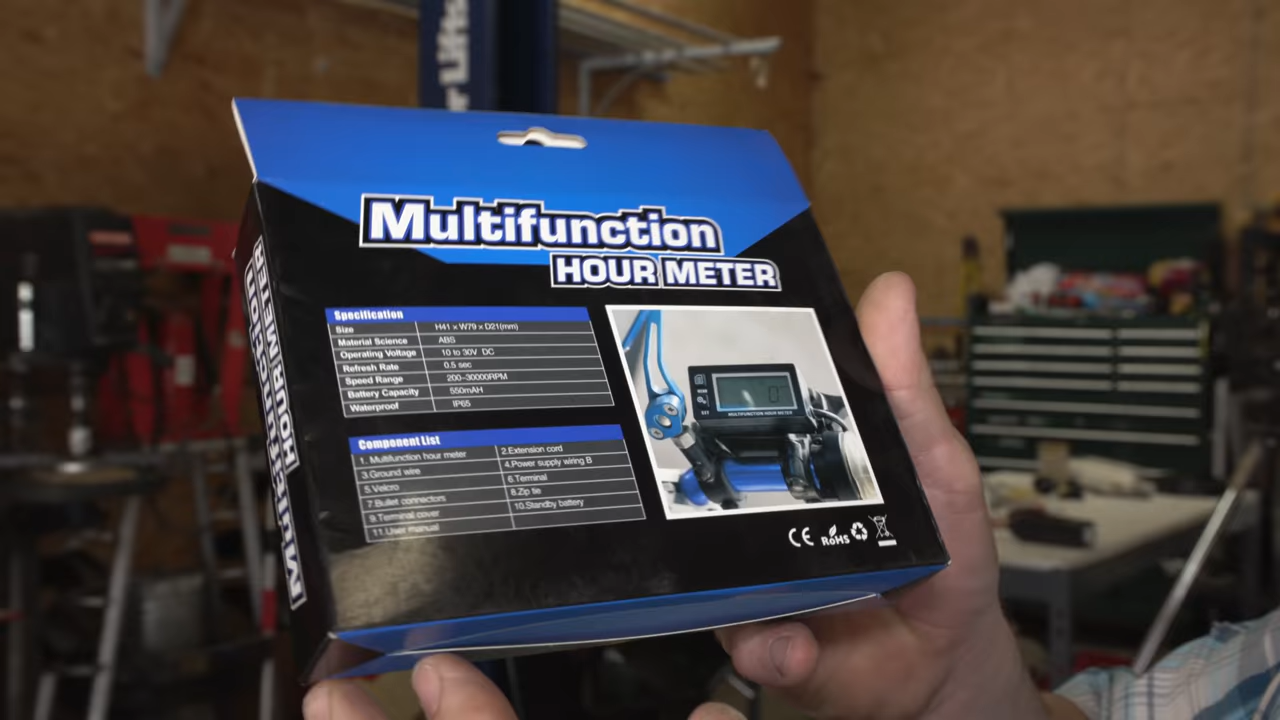 r Lifts
Multifunction
HOUR METER
MULTIFUNCTION
HOUR METER
Specification
Size H41 x W79 x D21(mm)
Material Science ABS
Operating Voltage 10 to 30V DC
Refresh Rate 0.5 sec
Speed Range 200-30000RPM
Battery Capacity 550mAH
Waterproof IP65
Component List
1. Multifunction hour meter 2.Extension cord
3.Ground wire 4.Power supply wiring B
5.Velcro 6.Terminal
7.Bullet connectors 8.Zip tie
9.Terminal cover 10.Standby battery
11.User manual
SET
MULTIFUNCTION HOUR METER
CE RoHS